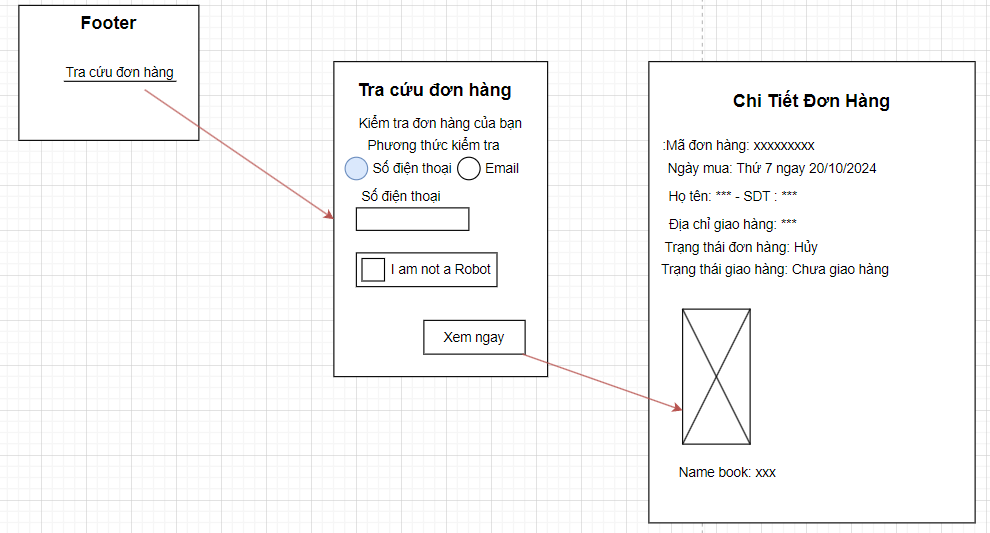 Footer
Tra cứu đơn hàng
Tra cứu đơn hàng
Kiểm tra đơn hàng của bạn
Phương thức kiểm tra
Số điện thoại Email
Số điện thoại
I am not a Robot
Xem ngay
Chi Tiết Đơn Hàng
:Mã đơn hàng: xxxxxxxxx
Ngày mua: Thứ 7 ngay 20/10/2024
Họ tên: *** - SDT : ***
Địa chỉ giao hàng: ***
Trạng thái đơn hàng: Hủy
Trạng thái giao hàng: Chưa giao hàng
Name book: xxx